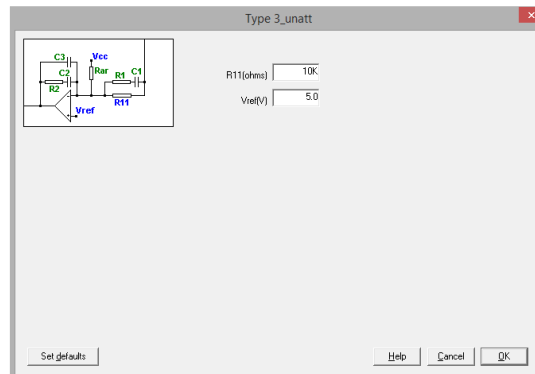 Type 3_unatt
C3
Vcc
C2
Rar
R1
C1
R2
R11
Vref
R11(ohms)
10K
Vref(V)
5.0
Set defaults
Help
Cancel
OK